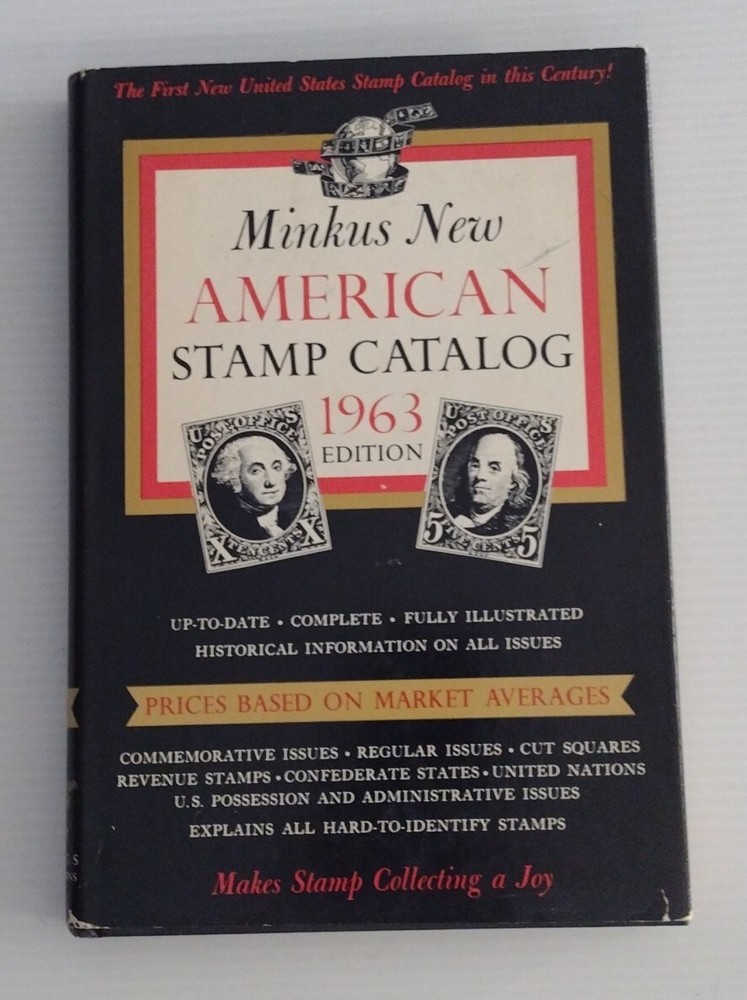 The First New United States Stamp Catalog in this Century!
Minkus New
AMERICAN
STAMP CATALOG
1963
EDITION
U S
POST OFFICE
X TEN CENTS X
U S
POST OFFICE
5 FIVE CENTS 5
UP-TO-DATE • COMPLETE • FULLY ILLUSTRATED
HISTORICAL INFORMATION ON ALL ISSUES
PRICES BASED ON MARKET AVERAGES
COMMEMORATIVE ISSUES • REGULAR ISSUES • CUT SQUARES
REVENUE STAMPS • CONFEDERATE STATES • UNITED NATIONS
U.S. POSSESSION AND ADMINISTRATIVE ISSUES
EXPLAINS ALL HARD-TO-IDENTIFY STAMPS
Makes Stamp Collecting a Joy